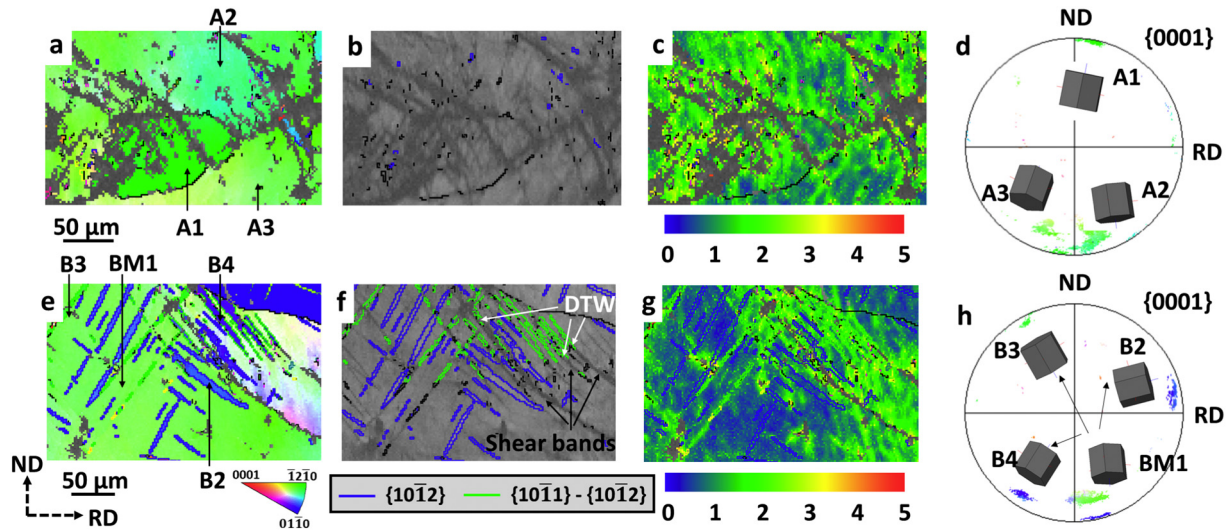 A2
a
b
c
d
ND
{0001}
A1
RD
A3
A2
50 μm
A1
A3
0 1 2 3 4 5
B3
BM1
B4
e
f
DTW
Shear bands
g
h
ND
{0001}
B3
B2
RD
B4
BM1
ND
RD
50 μm
B2
0001
1̅21̅0
011̅0
{101̅2}
{101̅1} - {101̅2}
0 1 2 3 4 5